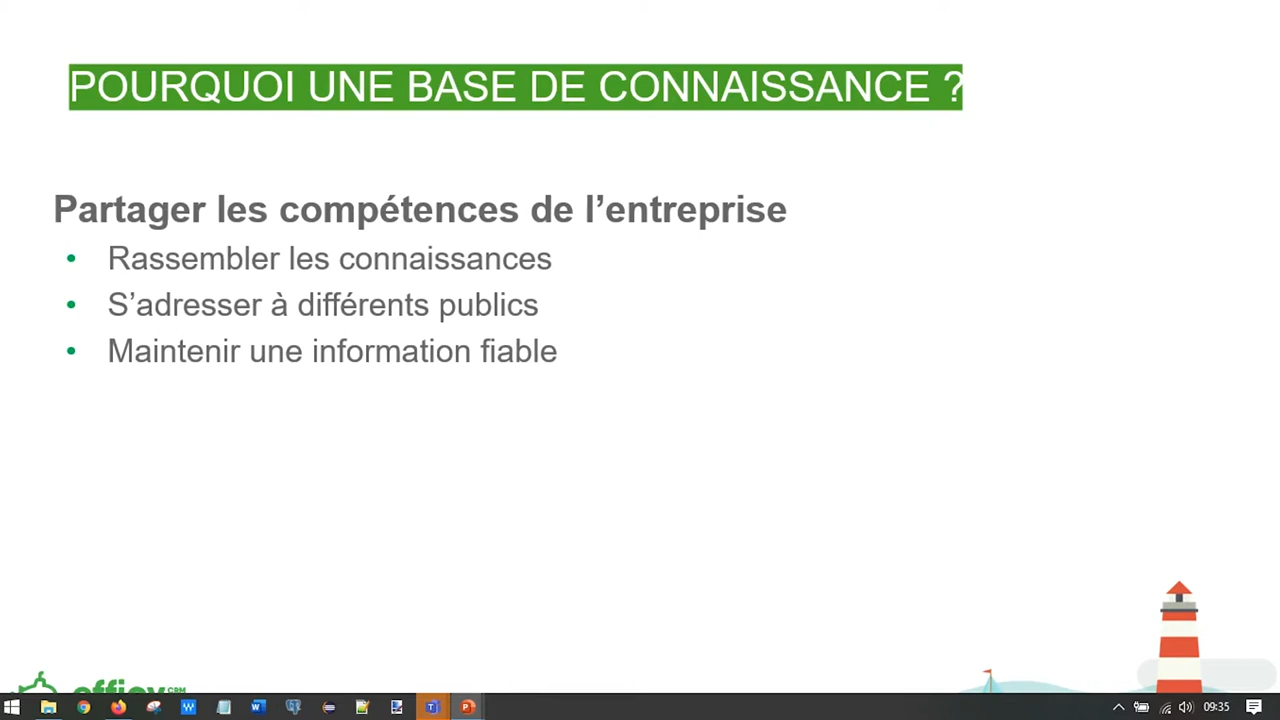 POURQUOI UNE BASE DE CONNAISSANCE ?
Partager les compétences de l’entreprise
• Rassembler les connaissances
• S’adresser à différents publics
• Maintenir une information fiable
CRM
09:35